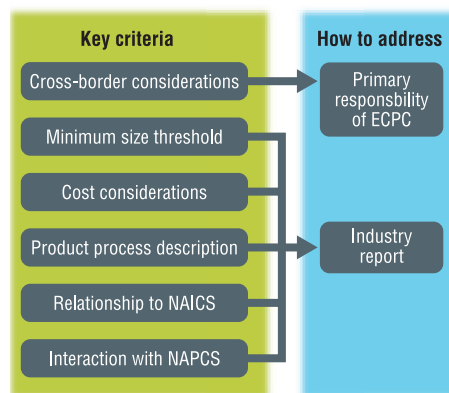 Key criteria
Cross-border considerations
Minimum size threshold
Cost considerations
Product process description
Relationship to NAICS
Interaction with NAPCS
How to address
Primary
responsbility
of ECPC
Industry
report